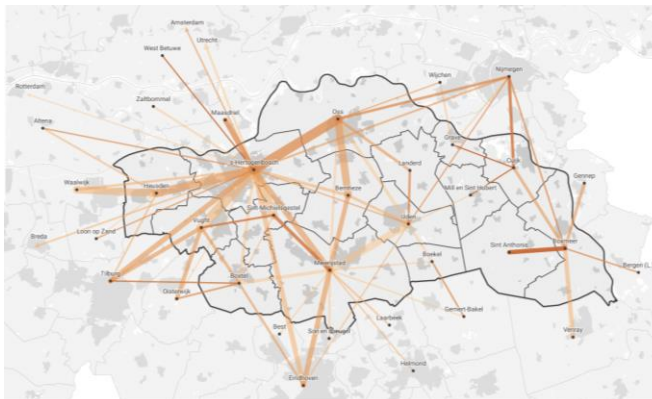 Amsterdam
Utrecht
West Betuwe
Nijmegen
Wijchen
Rotterdam
Zaltbommel
Maasdriel
Oss
Altena
Grave
's-Hertogenbosch
Cuijk
Landerd
Gennep
Waalwijk
Heusden
Bernheze
Mill en Sint Hubert
Sint-Michielsgestel
Vught
Uden
Breda
Loon op Zand
Boxmeer
Sint Anthonis
Boekel
Meierijstad
Tilburg
Boxtel
Bergen (L
Oisterwijk
Gemert-Bakel
Laarbeek
Best
Son en Breugel
Venray
Helmond
Eindhoven